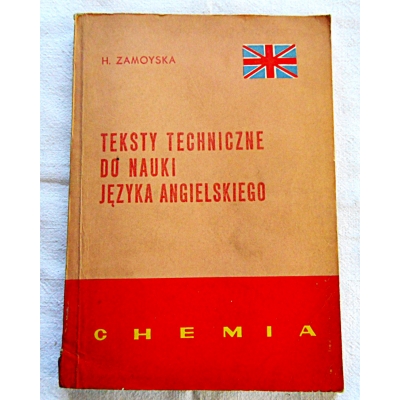 H. ZAMOYSKA
TEKSTY TECHNICZNE
DO NAUKI
JĘZYKA ANGIELSKIEGO
CHEMIA